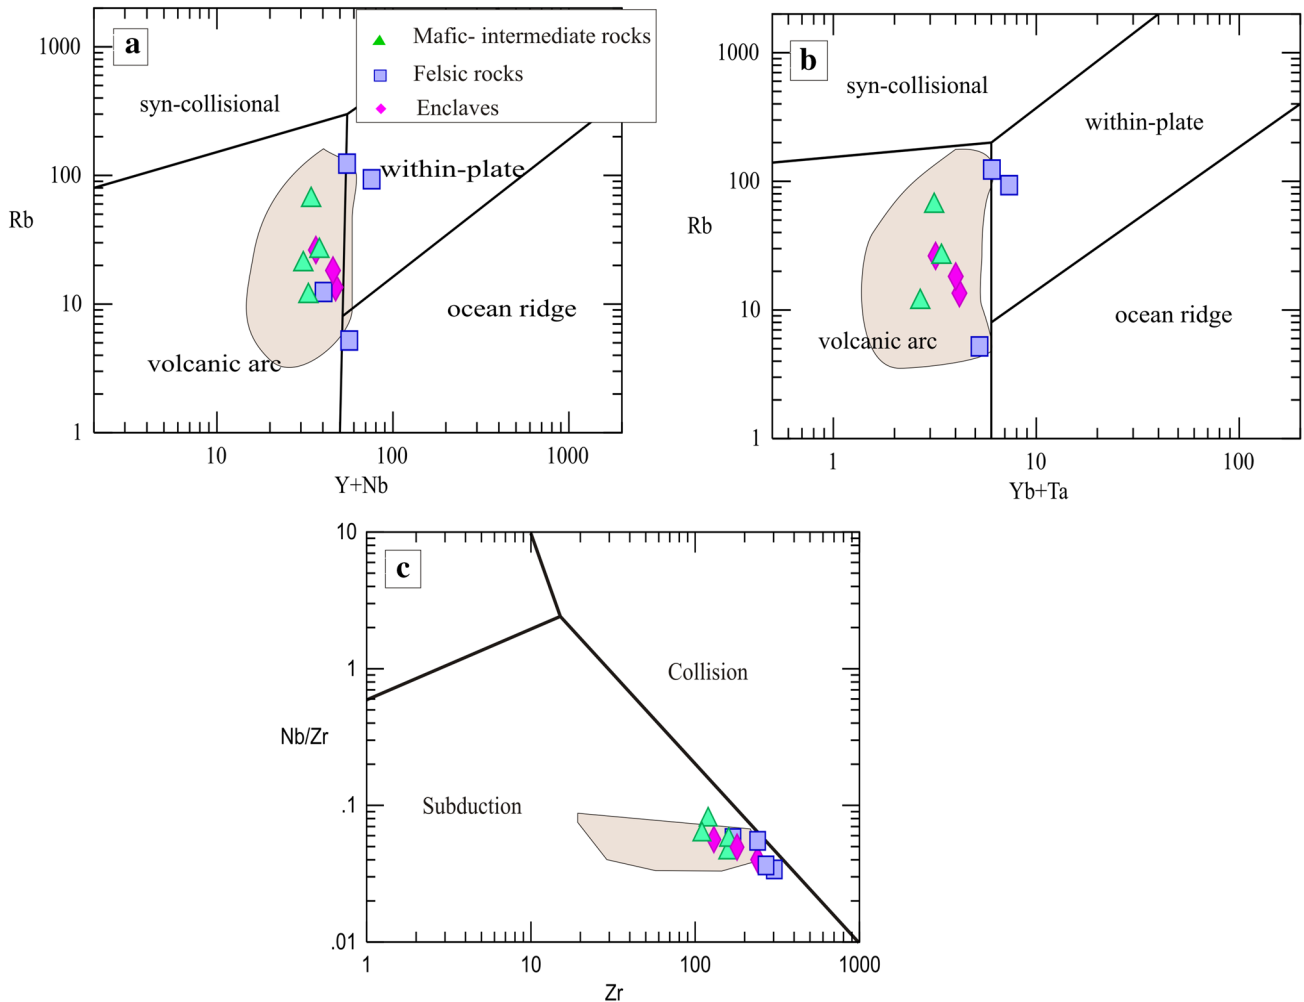 a
Mafic- intermediate rocks
Felsic rocks
Enclaves
1000
100
10
1
Rb
syn-collisional
within-plate
ocean ridge
volcanic arc
10
100
1000
Y+Nb
b
1000
100
10
1
Rb
syn-collisional
within-plate
ocean ridge
volcanic arc
1
10
100
Yb+Ta
c
10
1
.1
.01
Nb/Zr
Collision
Subduction
1
10
100
1000
Zr